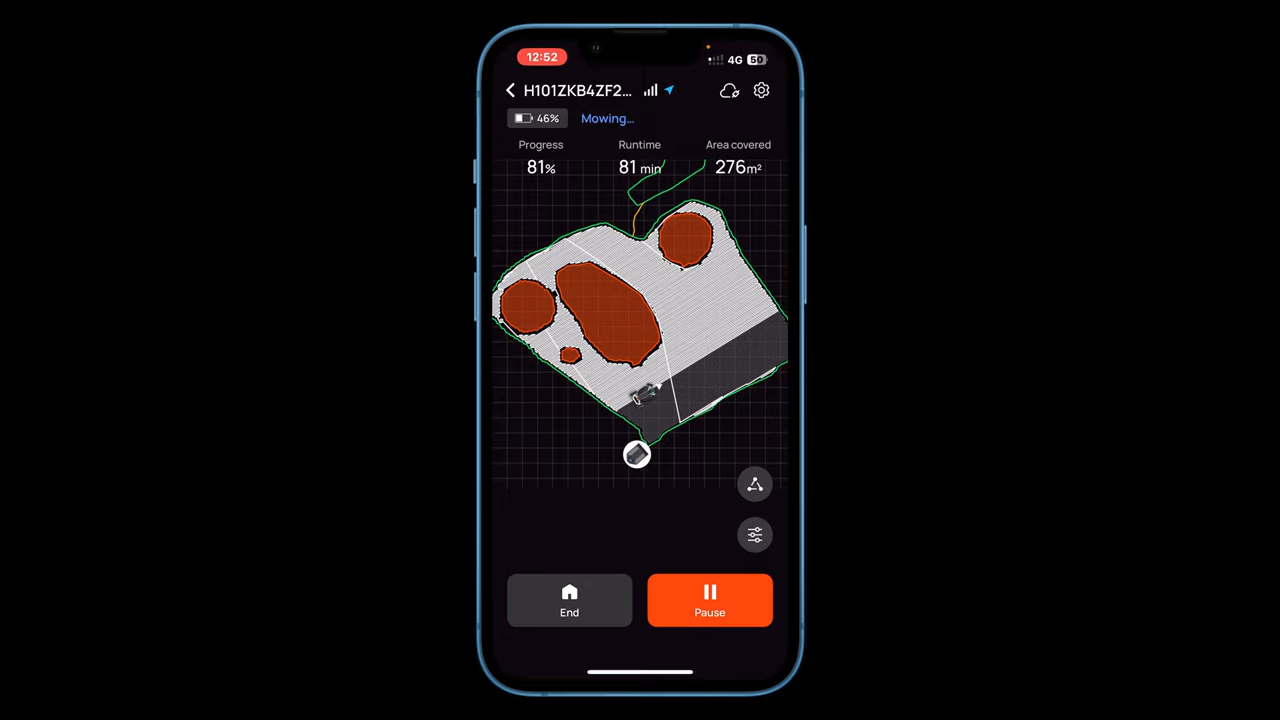 12:52
4G 50
H101ZKB4ZF2...
46% Mowing...
Progress Runtime Area covered
81% 81 min 276m²
End Pause